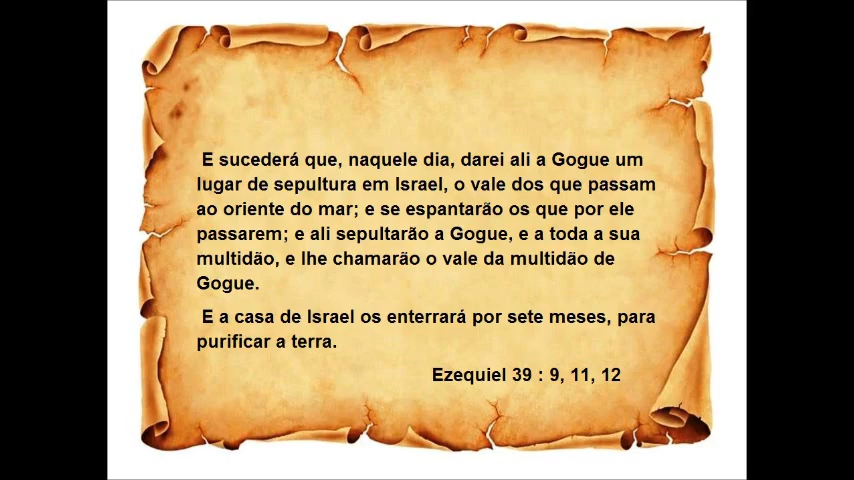 E sucederá que, naquele dia, darei ali a Gogue um
lugar de sepultura em Israel, o vale dos que passam
ao oriente do mar; e se espantarão os que por ele
passarem; e ali sepultarão a Gogue, e a toda a sua
multidão, e lhe chamarão o vale da multidão de
Gogue.
E a casa de Israel os enterrará por sete meses, para
purificar a terra.
Ezequiel 39 : 9, 11, 12